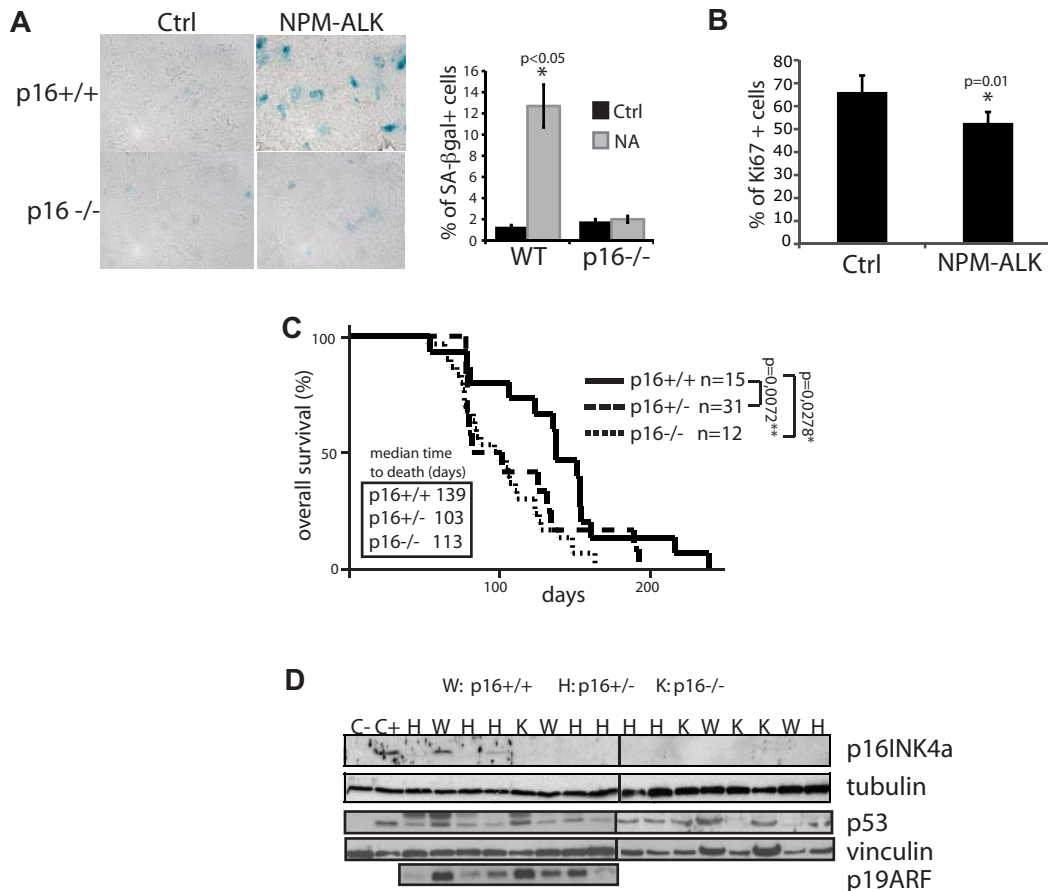 A
Ctrl NPM-ALK
p16+/+
p16 -/-
% of SA-βgal+ cells
16
14
12
10
8
6
4
2
0
p<0.05
*
Ctrl
NA
WT p16-/-
B
% of Ki67 + cells
80
70
60
50
40
30
20
10
0
p=0.01
*
Ctrl NPM-ALK
C
overall survival (%)
100
50
0
p16+/+ n=15
p16+/- n=31
p16-/- n=12
p=0,0072**
p=0,0278*
median time
to death (days)
p16+/+ 139
p16+/- 103
p16-/- 113
100 200
days
D
W: p16+/+ H: p16+/- K: p16-/-
C- C+ H W H H K W H H H H K W K K W H
p16INK4a
tubulin
p53
vinculin
p19ARF